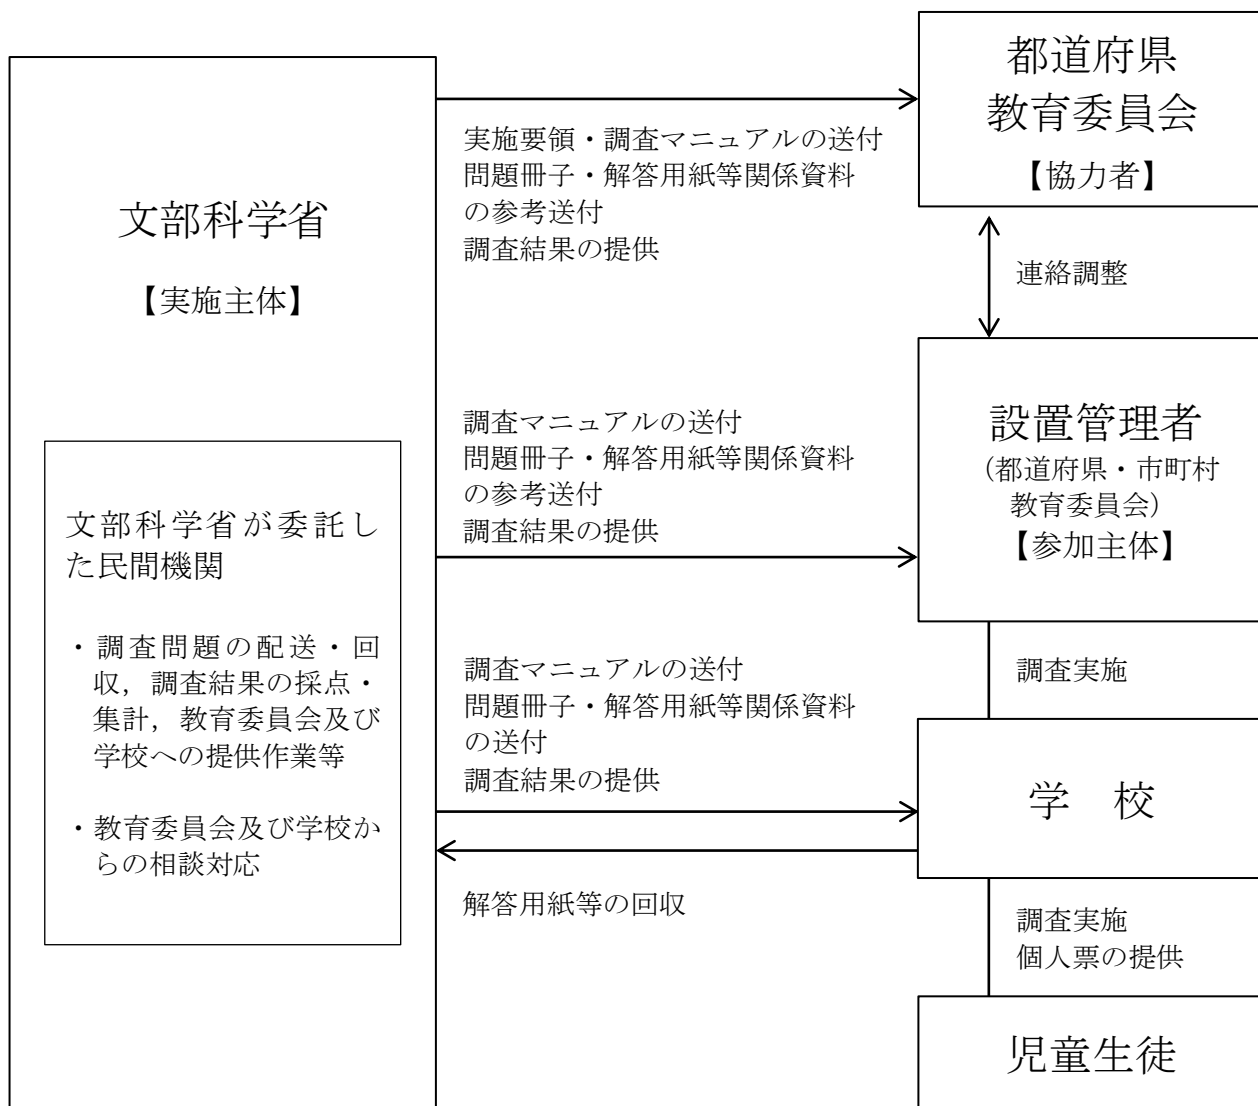 文部科学省
【実施主体】
文部科学省が委託し
た民間機関
・調査問題の配送・回
収，調査結果の採点・
集計，教育委員会及び
学校への提供作業等
・教育委員会及び学校か
らの相談対応
実施要領・調査マニュアルの送付
問題冊子・解答用紙等関係資料
の参考送付
調査結果の提供
調査マニュアルの送付
問題冊子・解答用紙等関係資料
の参考送付
調査結果の提供
調査マニュアルの送付
問題冊子・解答用紙等関係資料
の送付
調査結果の提供
解答用紙等の回収
都道府県
教育委員会
【協力者】
連絡調整
設置管理者
（都道府県・市町村
教育委員会）
【参加主体】
調査実施
学　校
調査実施
個人票の提供
児童生徒